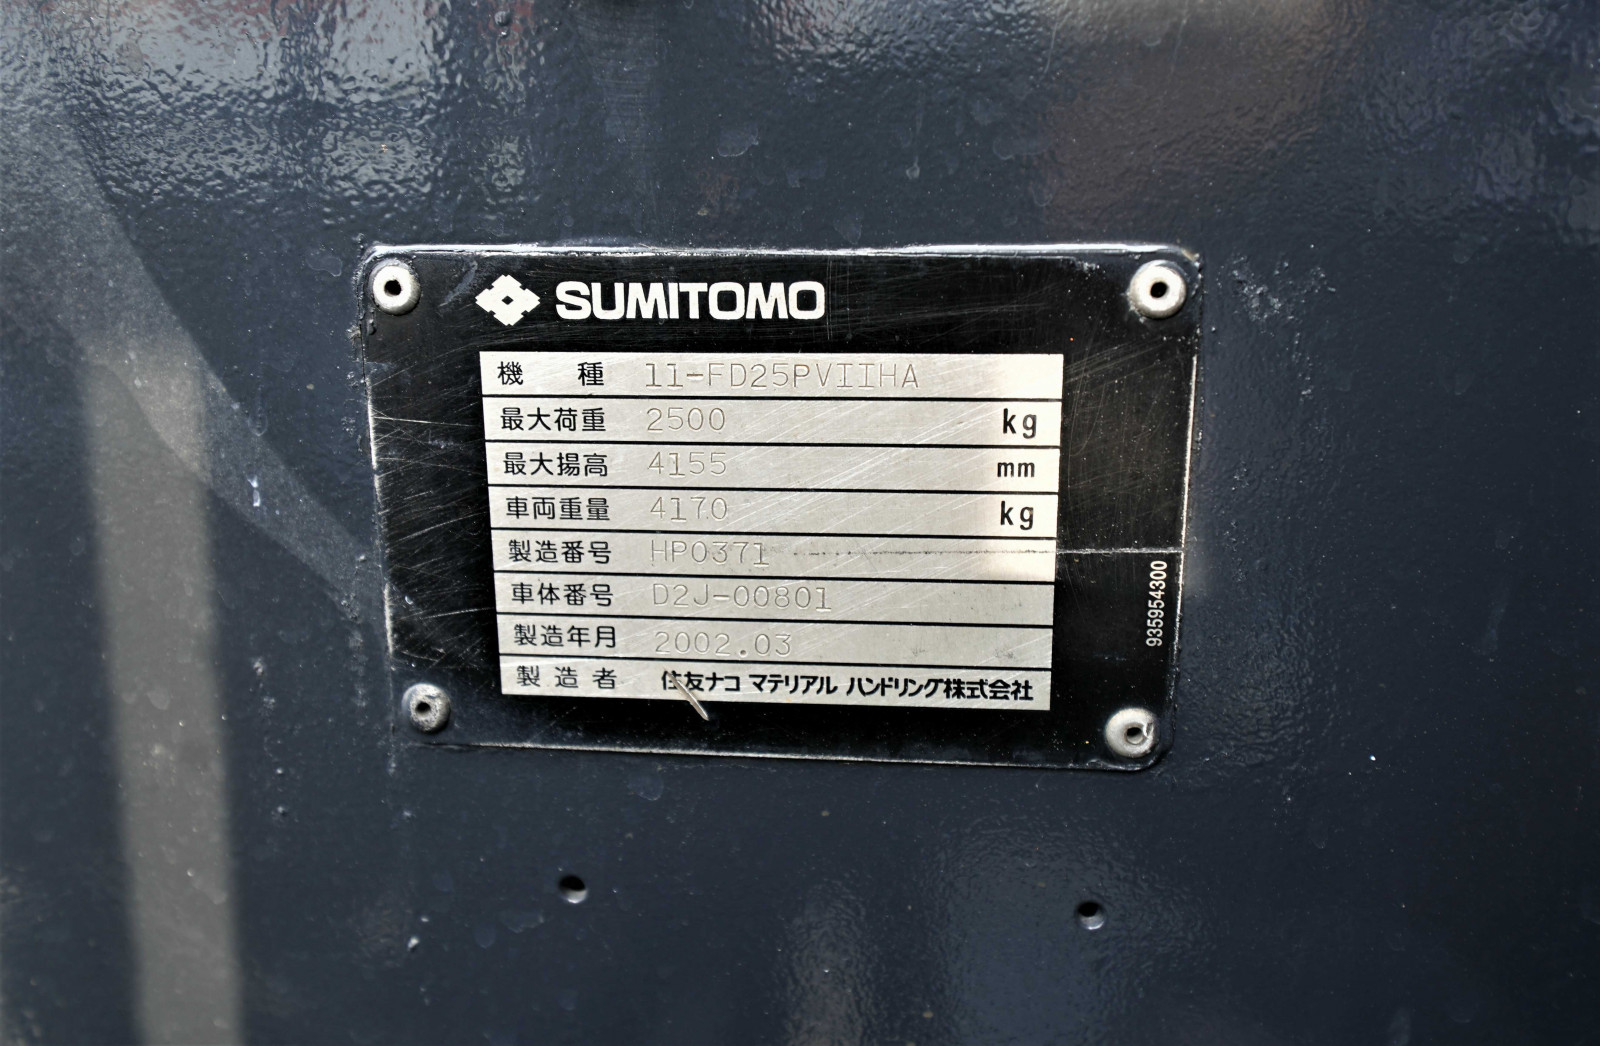 SUMITOMO
機 種 11-FD25PVIIHA
最大荷重 2500 kg
最大揚高 4155 mm
車両重量 4170 kg
製造番号 HP0371
車体番号 D2J-00801
製造年月 2002.03
製造者 住友ナコ マテリアル ハンドリング株式会社
935954300